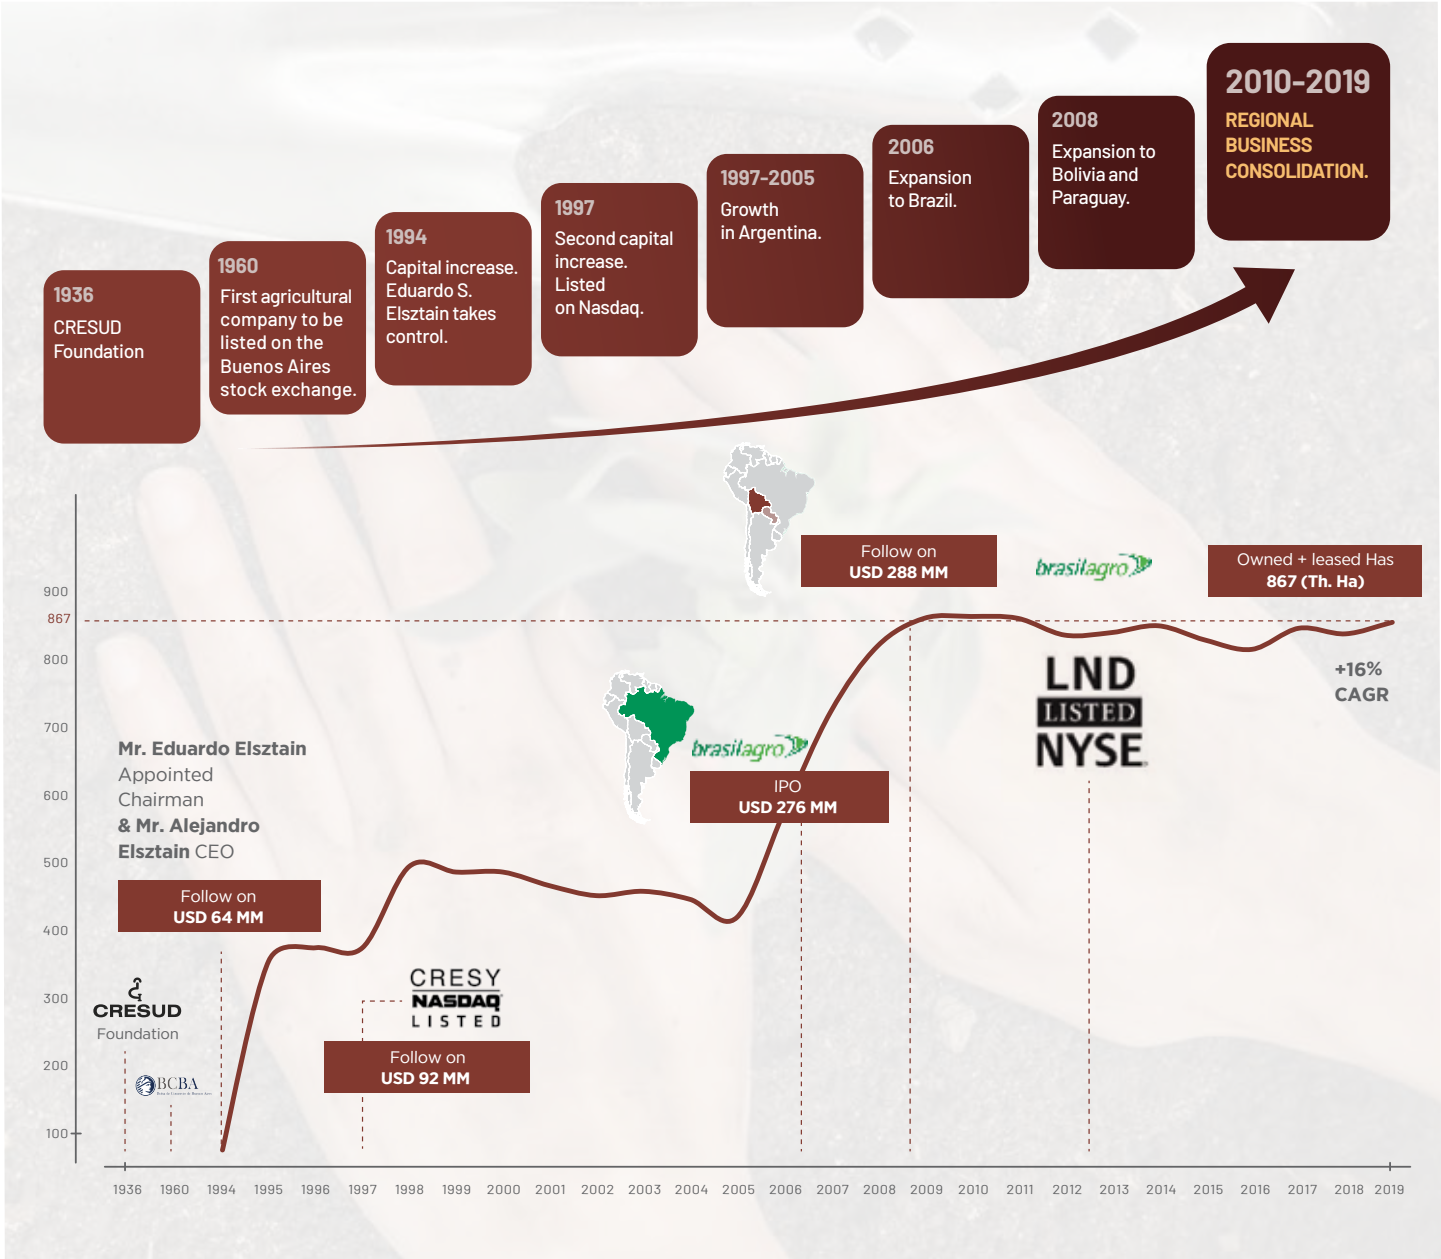 1936
CRESUD
Foundation
1960
First agricultural
company to be
listed on the
Buenos Aires
stock exchange.
1994
Capital increase.
Eduardo S.
Elsztain takes
control.
1997
Second capital
increase.
Listed
on Nasdaq.
1997-2005
Growth
in Argentina.
2006
Expansion
to Brazil.
2008
Expansion to
Bolivia and
Paraguay.
2010-2019
REGIONAL
BUSINESS
CONSOLIDATION.
Follow on
USD 288 MM
brasilagro
Owned + leased Has
867 (Th. Ha)
900
867
800
700
600
500
400
300
200
100
+16%
CAGR
LND
LISTED
NYSE
brasilagro
IPO
USD 276 MM
Mr. Eduardo Elsztain
Appointed
Chairman
& Mr. Alejandro
Elsztain CEO
Follow on
USD 64 MM
CRESUD
Foundation
BCBA
CRESY
NASDAQ
LISTED
Follow on
USD 92 MM
1936 1960 1994 1995 1996 1997 1998 1999 2000 2001 2002 2003 2004 2005 2006 2007 2008 2009 2010 2011 2012 2013 2014 2015 2016 2017 2018 2019